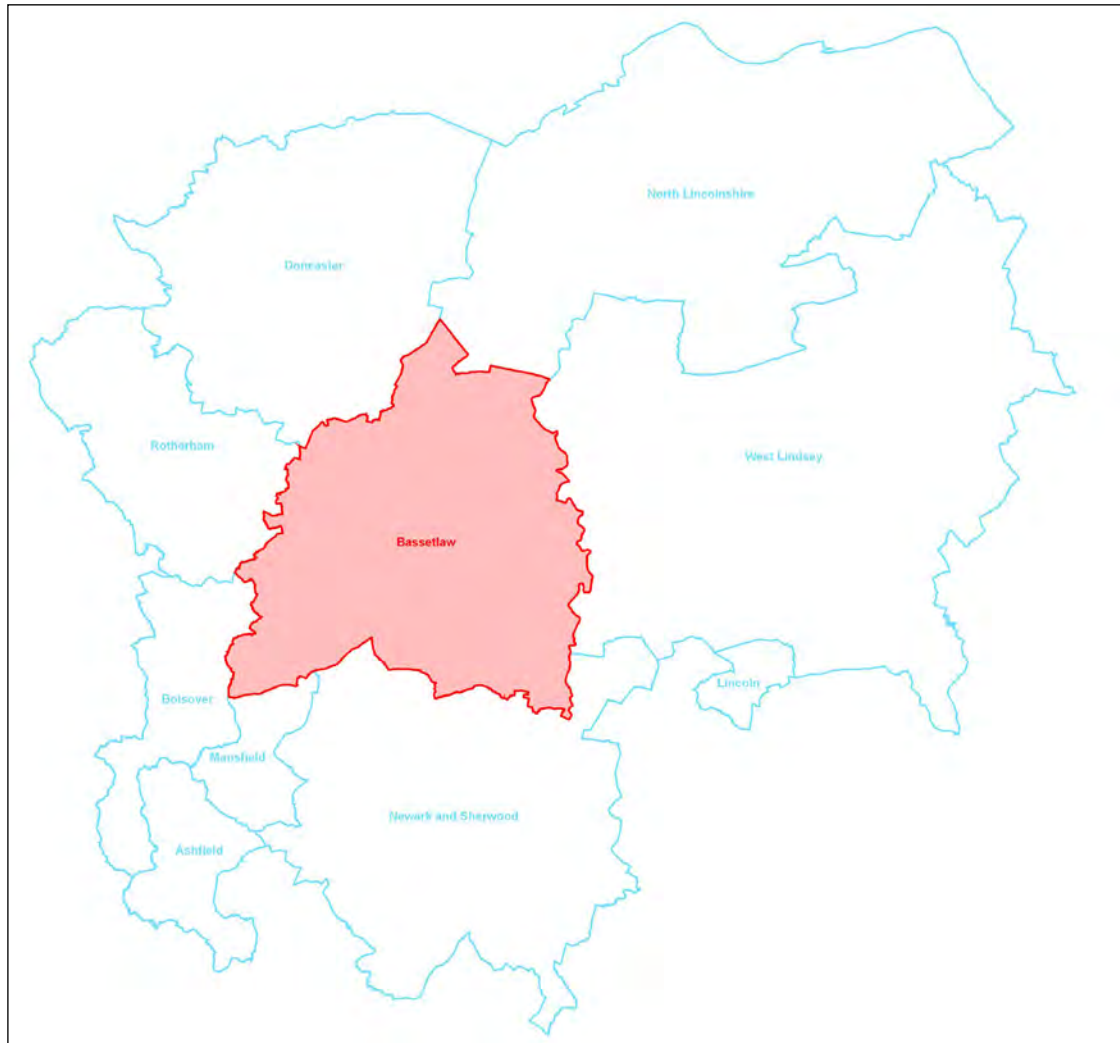 North Lincolnshire
Doncaster
Rotherham
West Lindsey
Bassetlaw
Lincoln
Bolsover
Mansfield
Newark and Sherwood
Ashfield